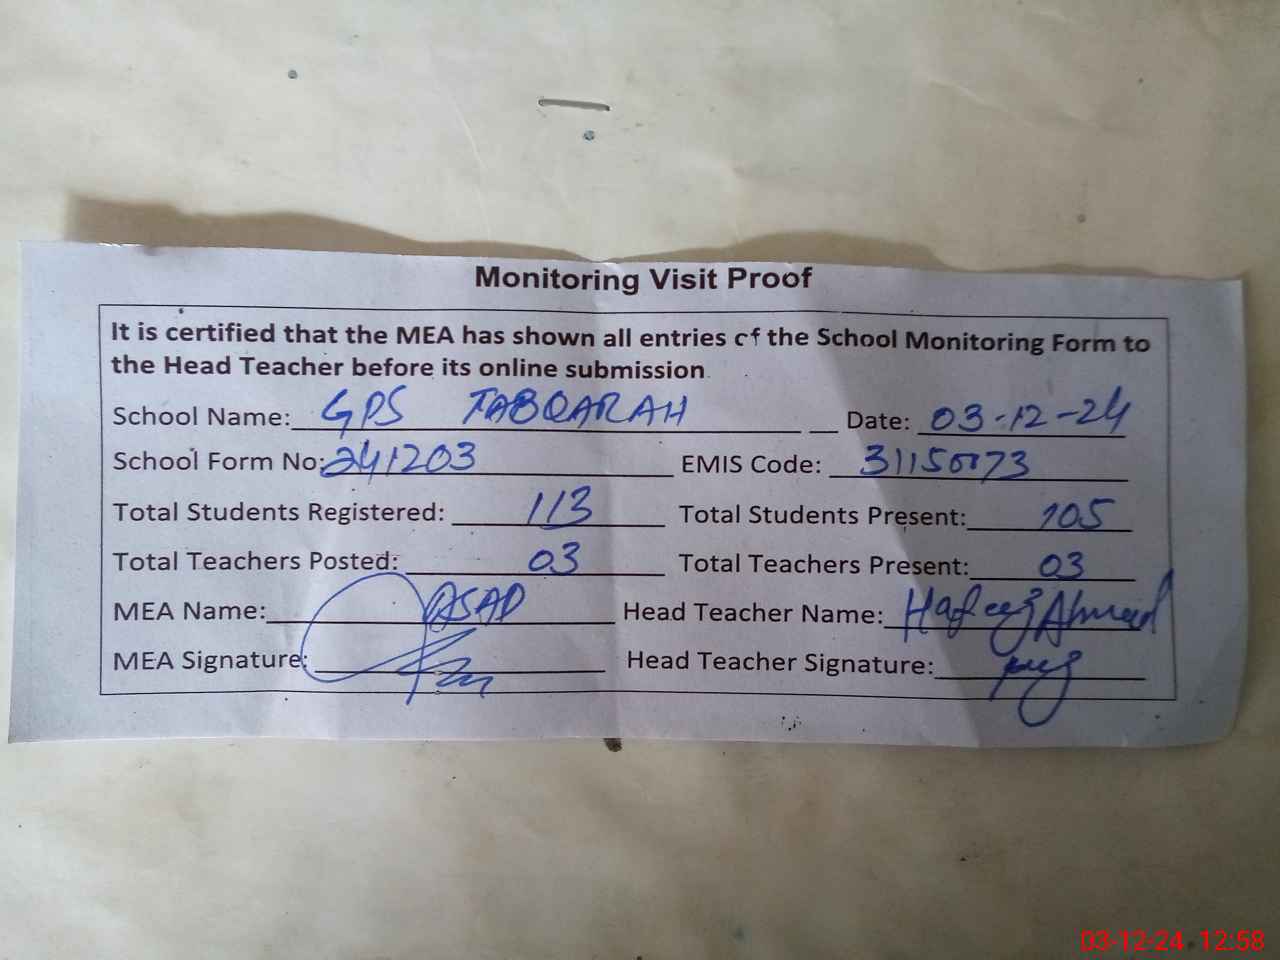 Monitoring Visit Proof
It is certified that the MEA has shown all entries of the School Monitoring Form to
the Head Teacher before its online submission.
School Name: GPS TABQARAH Date: 03-12-24
School Form No: 241203 EMIS Code: 31150173
Total Students Registered: 113 Total Students Present: 105
Total Teachers Posted: 03 Total Teachers Present: 03
MEA Name: ASAD Head Teacher Name: Hafeez Ahmad
MEA Signature: Head Teacher Signature:
03-12-24 12:58